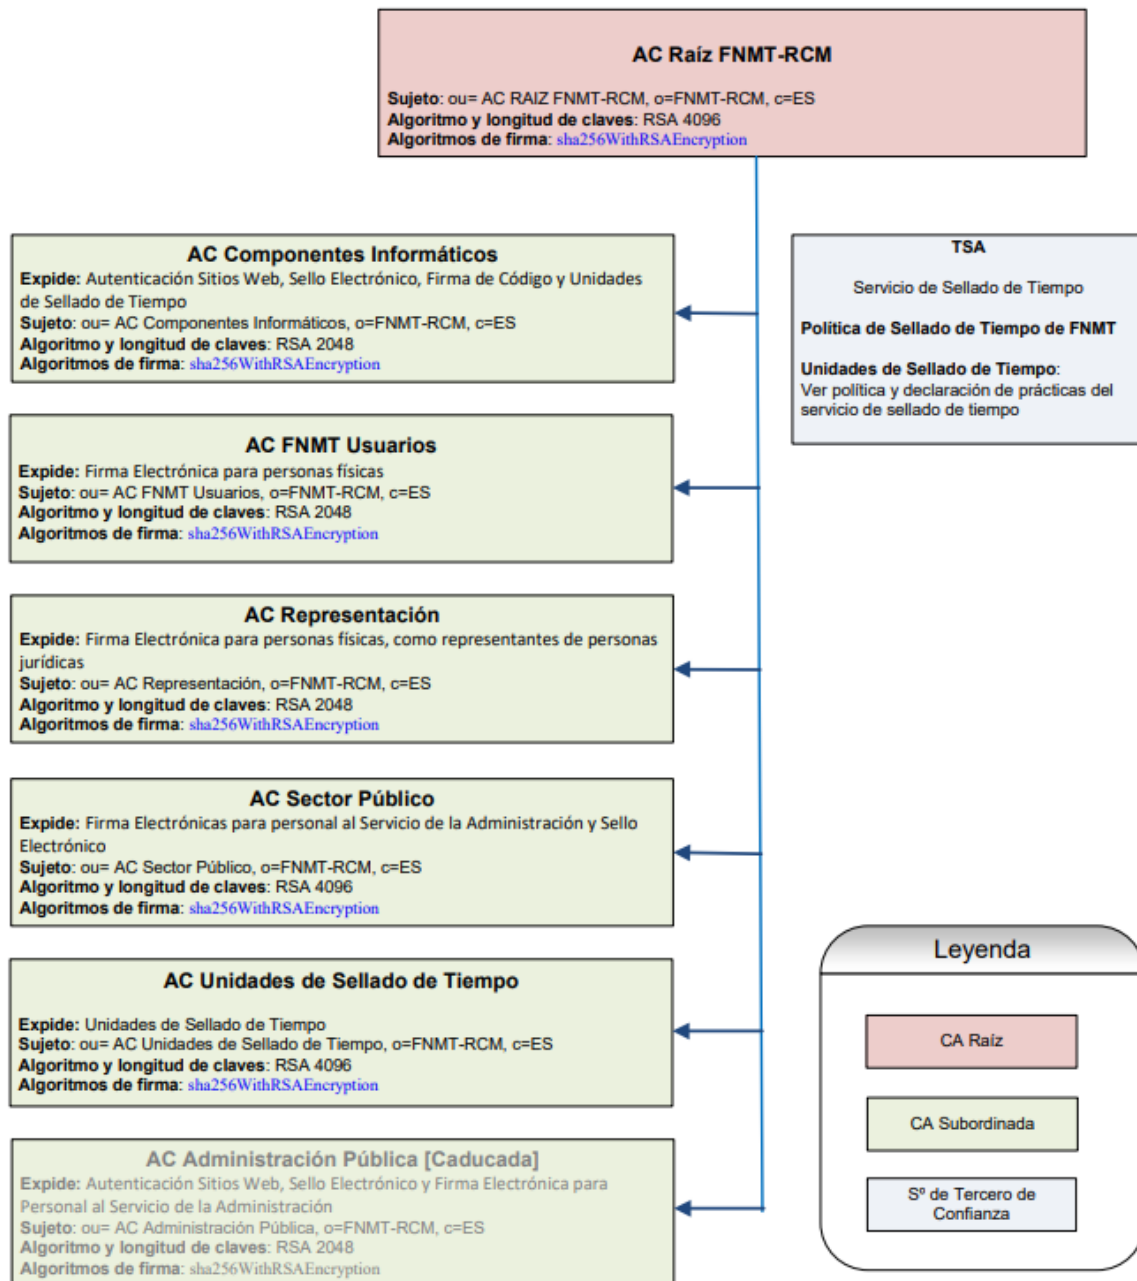 AC Raíz FNMT-RCM
Sujeto: ou= AC RAIZ FNMT-RCM, o=FNMT-RCM, c=ES
Algoritmo y longitud de claves: RSA 4096
Algoritmos de firma: sha256WithRSAEncryption
AC Componentes Informáticos
Expide: Autenticación Sitios Web, Sello Electrónico, Firma de Código y Unidades
de Sellado de Tiempo
Sujeto: ou= AC Componentes Informáticos, o=FNMT-RCM, c=ES
Algoritmo y longitud de claves: RSA 2048
Algoritmos de firma: sha256WithRSAEncryption
TSA
Servicio de Sellado de Tiempo
Política de Sellado de Tiempo de FNMT
Unidades de Sellado de Tiempo:
Ver política y declaración de prácticas del
servicio de sellado de tiempo
AC FNMT Usuarios
Expide: Firma Electrónica para personas físicas
Sujeto: ou= AC FNMT Usuarios, o=FNMT-RCM, c=ES
Algoritmo y longitud de claves: RSA 2048
Algoritmos de firma: sha256WithRSAEncryption
AC Representación
Expide: Firma Electrónica para personas físicas, como representantes de personas
jurídicas
Sujeto: ou= AC Representación, o=FNMT-RCM, c=ES
Algoritmo y longitud de claves: RSA 2048
Algoritmos de firma: sha256WithRSAEncryption
AC Sector Público
Expide: Firma Electrónicas para personal al Servicio de la Administración y Sello
Electrónico
Sujeto: ou= AC Sector Público, o=FNMT-RCM, c=ES
Algoritmo y longitud de claves: RSA 4096
Algoritmos de firma: sha256WithRSAEncryption
AC Unidades de Sellado de Tiempo
Expide: Unidades de Sellado de Tiempo
Sujeto: ou= AC Unidades de Sellado de Tiempo, o=FNMT-RCM, c=ES
Algoritmo y longitud de claves: RSA 4096
Algoritmos de firma: sha256WithRSAEncryption
AC Administración Pública [Caducada]
Expide: Autenticación Sitios Web, Sello Electrónico y Firma Electrónica para
Personal al Servicio de la Administración
Sujeto: ou= AC Administración Pública, o=FNMT-RCM, c=ES
Algoritmo y longitud de claves: RSA 2048
Algoritmos de firma: sha256WithRSAEncryption
Leyenda
CA Raíz
CA Subordinada
Sº de Tercero de
Confianza